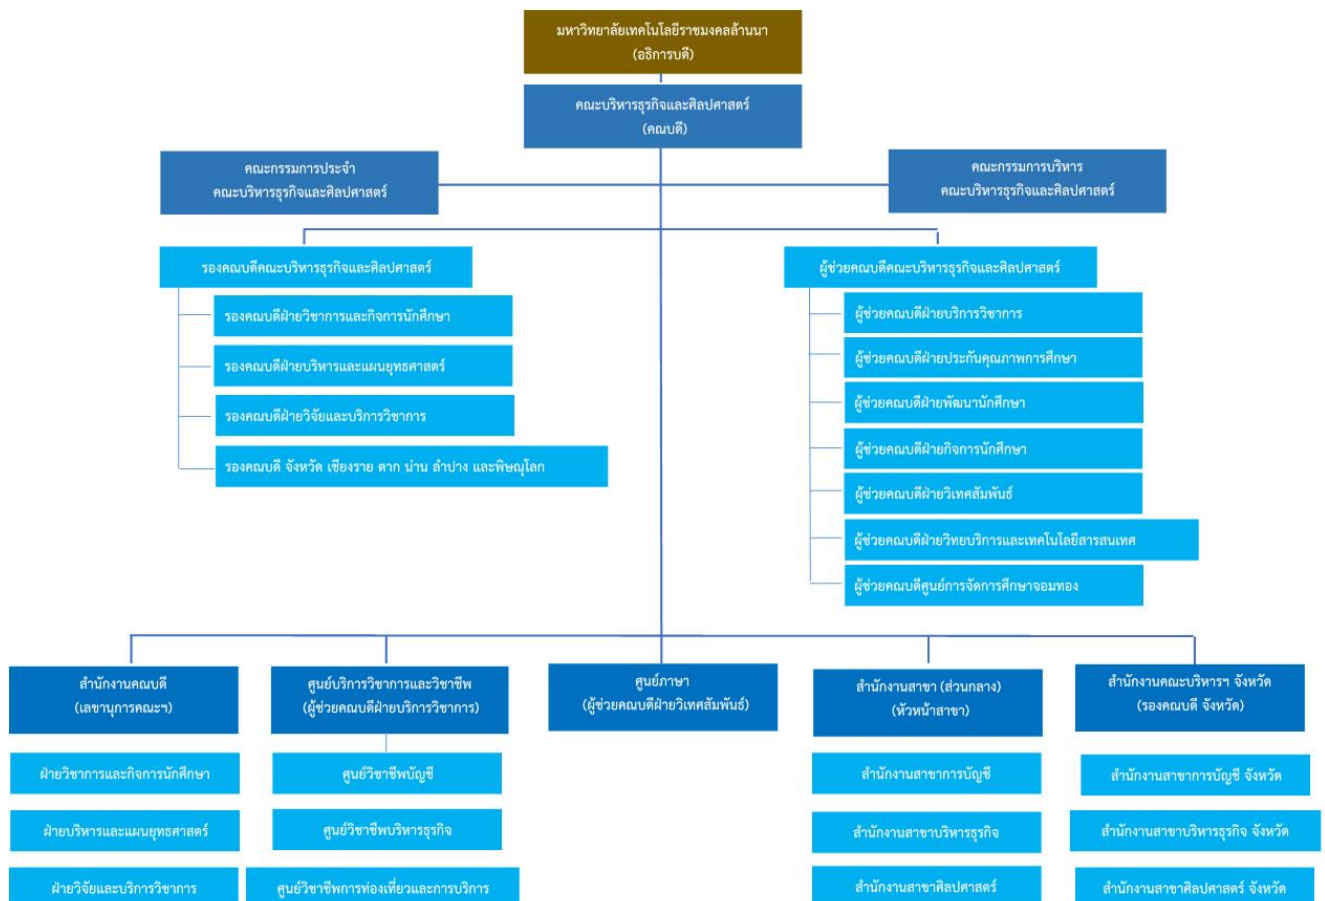 มหาวิทยาลัยเทคโนโลยีราชมงคลล้านนา
(อธิการบดี)
คณะบริหารธุรกิจและศิลปศาสตร์
(คณบดี)
คณะกรรมการประจำ
คณะบริหารธุรกิจและศิลปศาสตร์
คณะกรรมการบริหาร
คณะบริหารธุรกิจและศิลปศาสตร์
รองคณบดีคณะบริหารธุรกิจและศิลปศาสตร์
รองคณบดีฝ่ายวิชาการและกิจการนักศึกษา
รองคณบดีฝ่ายบริหารและแผนยุทธศาสตร์
รองคณบดีฝ่ายวิจัยและบริการวิชาการ
รองคณบดี จังหวัด เชียงราย ตาก น่าน ลำปาง และพิษณุโลก
ผู้ช่วยคณบดีคณะบริหารธุรกิจและศิลปศาสตร์
ผู้ช่วยคณบดีฝ่ายบริการวิชาการ
ผู้ช่วยคณบดีฝ่ายประกันคุณภาพการศึกษา
ผู้ช่วยคณบดีฝ่ายพัฒนานักศึกษา
ผู้ช่วยคณบดีฝ่ายกิจการนักศึกษา
ผู้ช่วยคณบดีฝ่ายวิเทศสัมพันธ์
ผู้ช่วยคณบดีฝ่ายวิทยบริการและเทคโนโลยีสารสนเทศ
ผู้ช่วยคณบดีศูนย์การจัดการศึกษาจอมทอง
สำนักงานคณบดี
(เลขานุการคณะฯ)
ฝ่ายวิชาการและกิจการนักศึกษา
ฝ่ายบริหารและแผนยุทธศาสตร์
ฝ่ายวิจัยและบริการวิชาการ
ศูนย์บริการวิชาการและวิชาชีพ
(ผู้ช่วยคณบดีฝ่ายบริการวิชาการ)
ศูนย์วิชาชีพบัญชี
ศูนย์วิชาชีพบริหารธุรกิจ
ศูนย์วิชาชีพการท่องเที่ยวและการบริการ
ศูนย์ภาษา
(ผู้ช่วยคณบดีฝ่ายวิเทศสัมพันธ์)
สำนักงานสาขา (ส่วนกลาง)
(หัวหน้าสาขา)
สำนักงานสาขาการบัญชี
สำนักงานสาขาบริหารธุรกิจ
สำนักงานสาขาศิลปศาสตร์
สำนักงานคณะบริหารฯ จังหวัด
(รองคณบดี จังหวัด)
สำนักงานสาขาการบัญชี จังหวัด
สำนักงานสาขาบริหารธุรกิจ จังหวัด
สำนักงานสาขาศิลปศาสตร์ จังหวัด